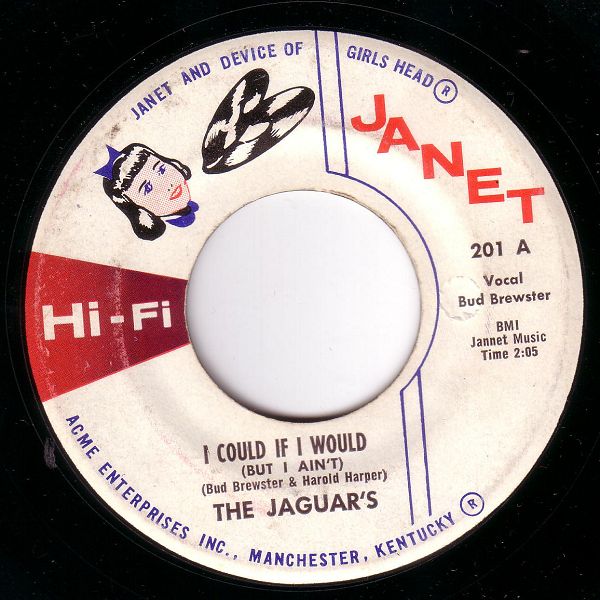 JANET AND DEVICE OF GIRLS HEAD ®
JANET
201 A
Vocal
Bud Brewster
BMI
Jannet Music
Time 2:05
Hi-Fi
I COULD IF I WOULD
(BUT I AIN'T)
(Bud Brewster & Harold Harper)
THE JAGUAR'S
ACME ENTERPRISES INC., MANCHESTER, KENTUCKY ®